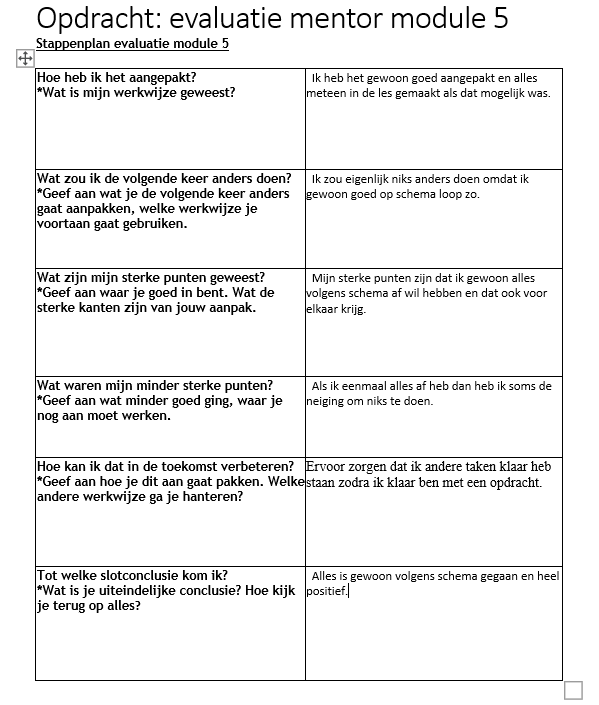 Opdracht: evaluatie mentor module 5
Stappenplan evaluatie module 5
Hoe heb ik het aangepakt?
*Wat is mijn werkwijze geweest?
Ik heb het gewoon goed aangepakt en alles
meteen in de les gemaakt als dat mogelijk was.
Wat zou ik de volgende keer anders doen?
*Geef aan wat je de volgende keer anders
gaat aanpakken, welke werkwijze je
voortaan gaat gebruiken.
Ik zou eigenlijk niks anders doen omdat ik
gewoon goed op schema loop zo.
Wat zijn mijn sterke punten geweest?
*Geef aan waar je goed in bent. Wat de
sterke kanten zijn van jouw aanpak.
Mijn sterke punten zijn dat ik gewoon alles
volgens schema af wil hebben en dat ook voor
elkaar krijg.
Wat waren mijn minder sterke punten?
*Geef aan wat minder goed ging, waar je
nog aan moet werken.
Als ik eenmaal alles af heb dan heb ik soms de
neiging om niks te doen.
Hoe kan ik dat in de toekomst verbeteren?
*Geef aan hoe je dit aan gaat pakken. Welke
andere werkwijze ga je hanteren?
Ervoor zorgen dat ik andere taken klaar heb
staan zodra ik klaar ben met een opdracht.
Tot welke slotconclusie kom ik?
*Wat is je uiteindelijke conclusie? Hoe kijk
je terug op alles?
Alles is gewoon volgens schema gegaan en heel
positief.